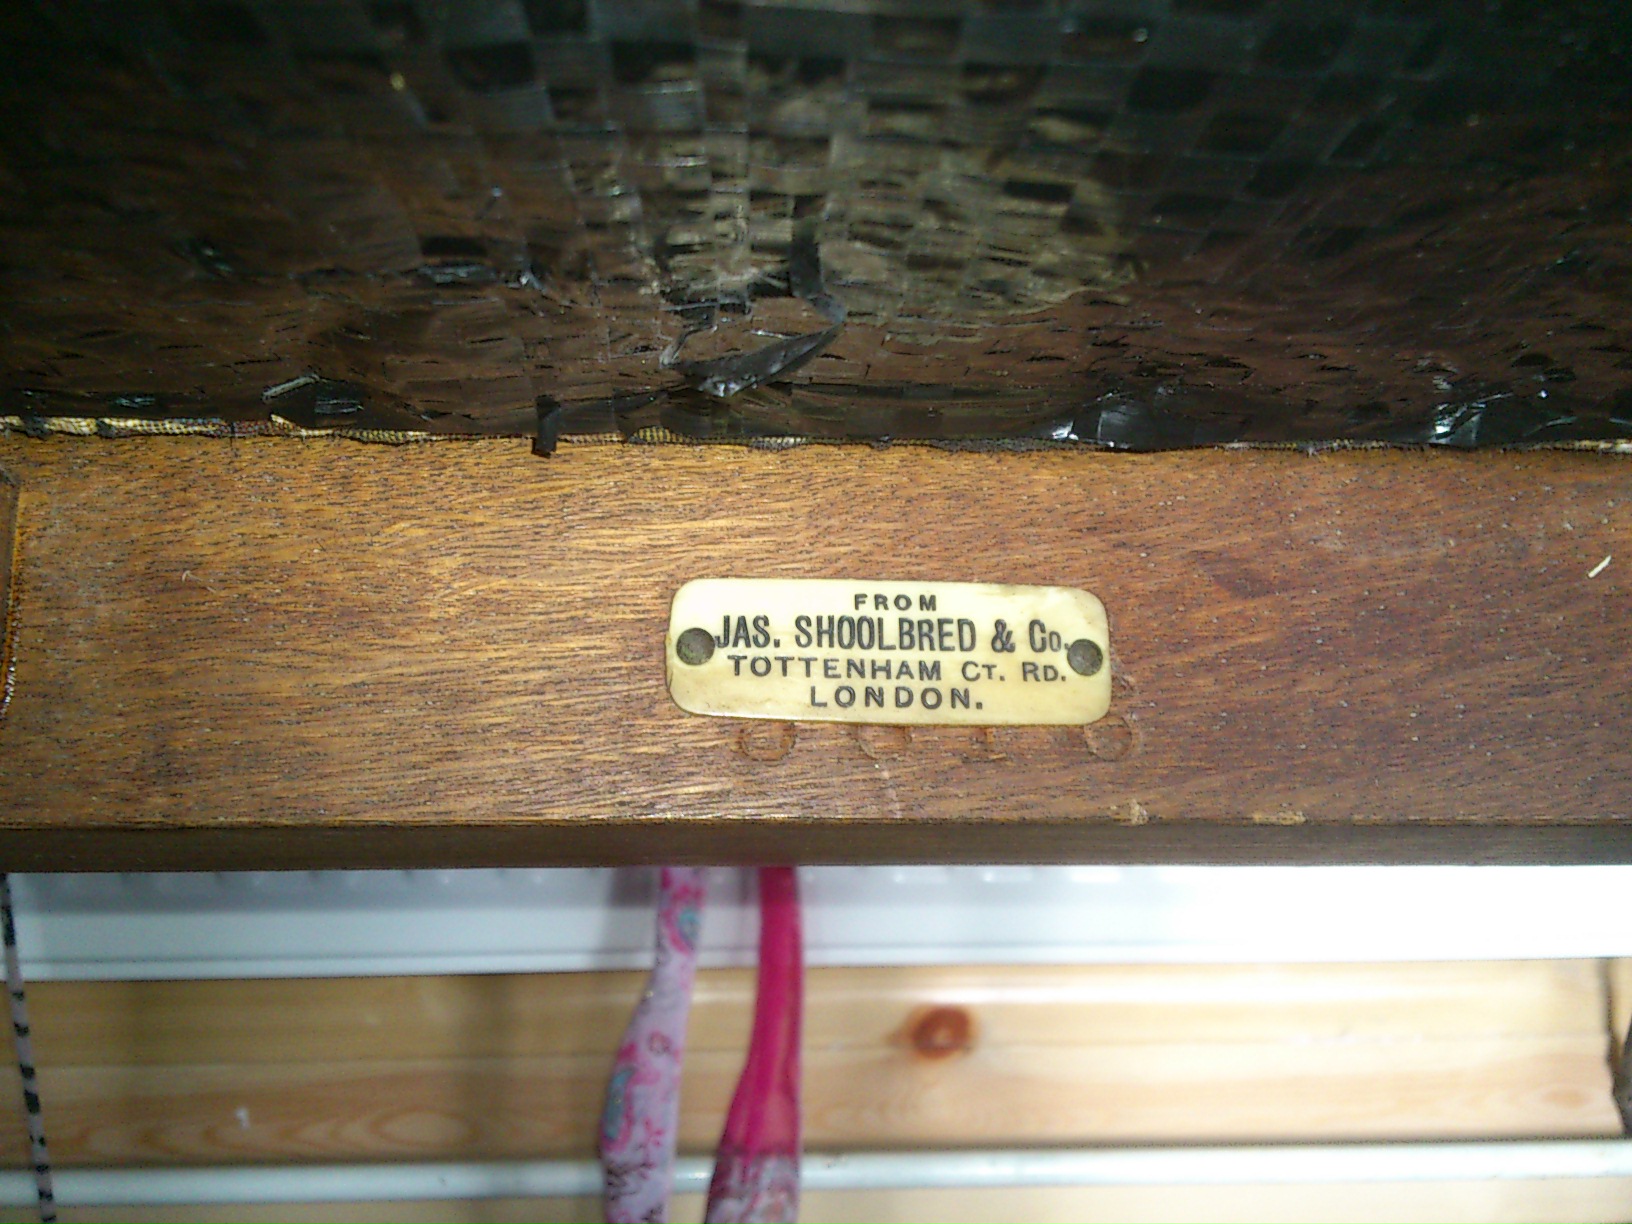 FROM
JAS. SHOOLBRED & Co.
TOTTENHAM CT. RD.
LONDON.